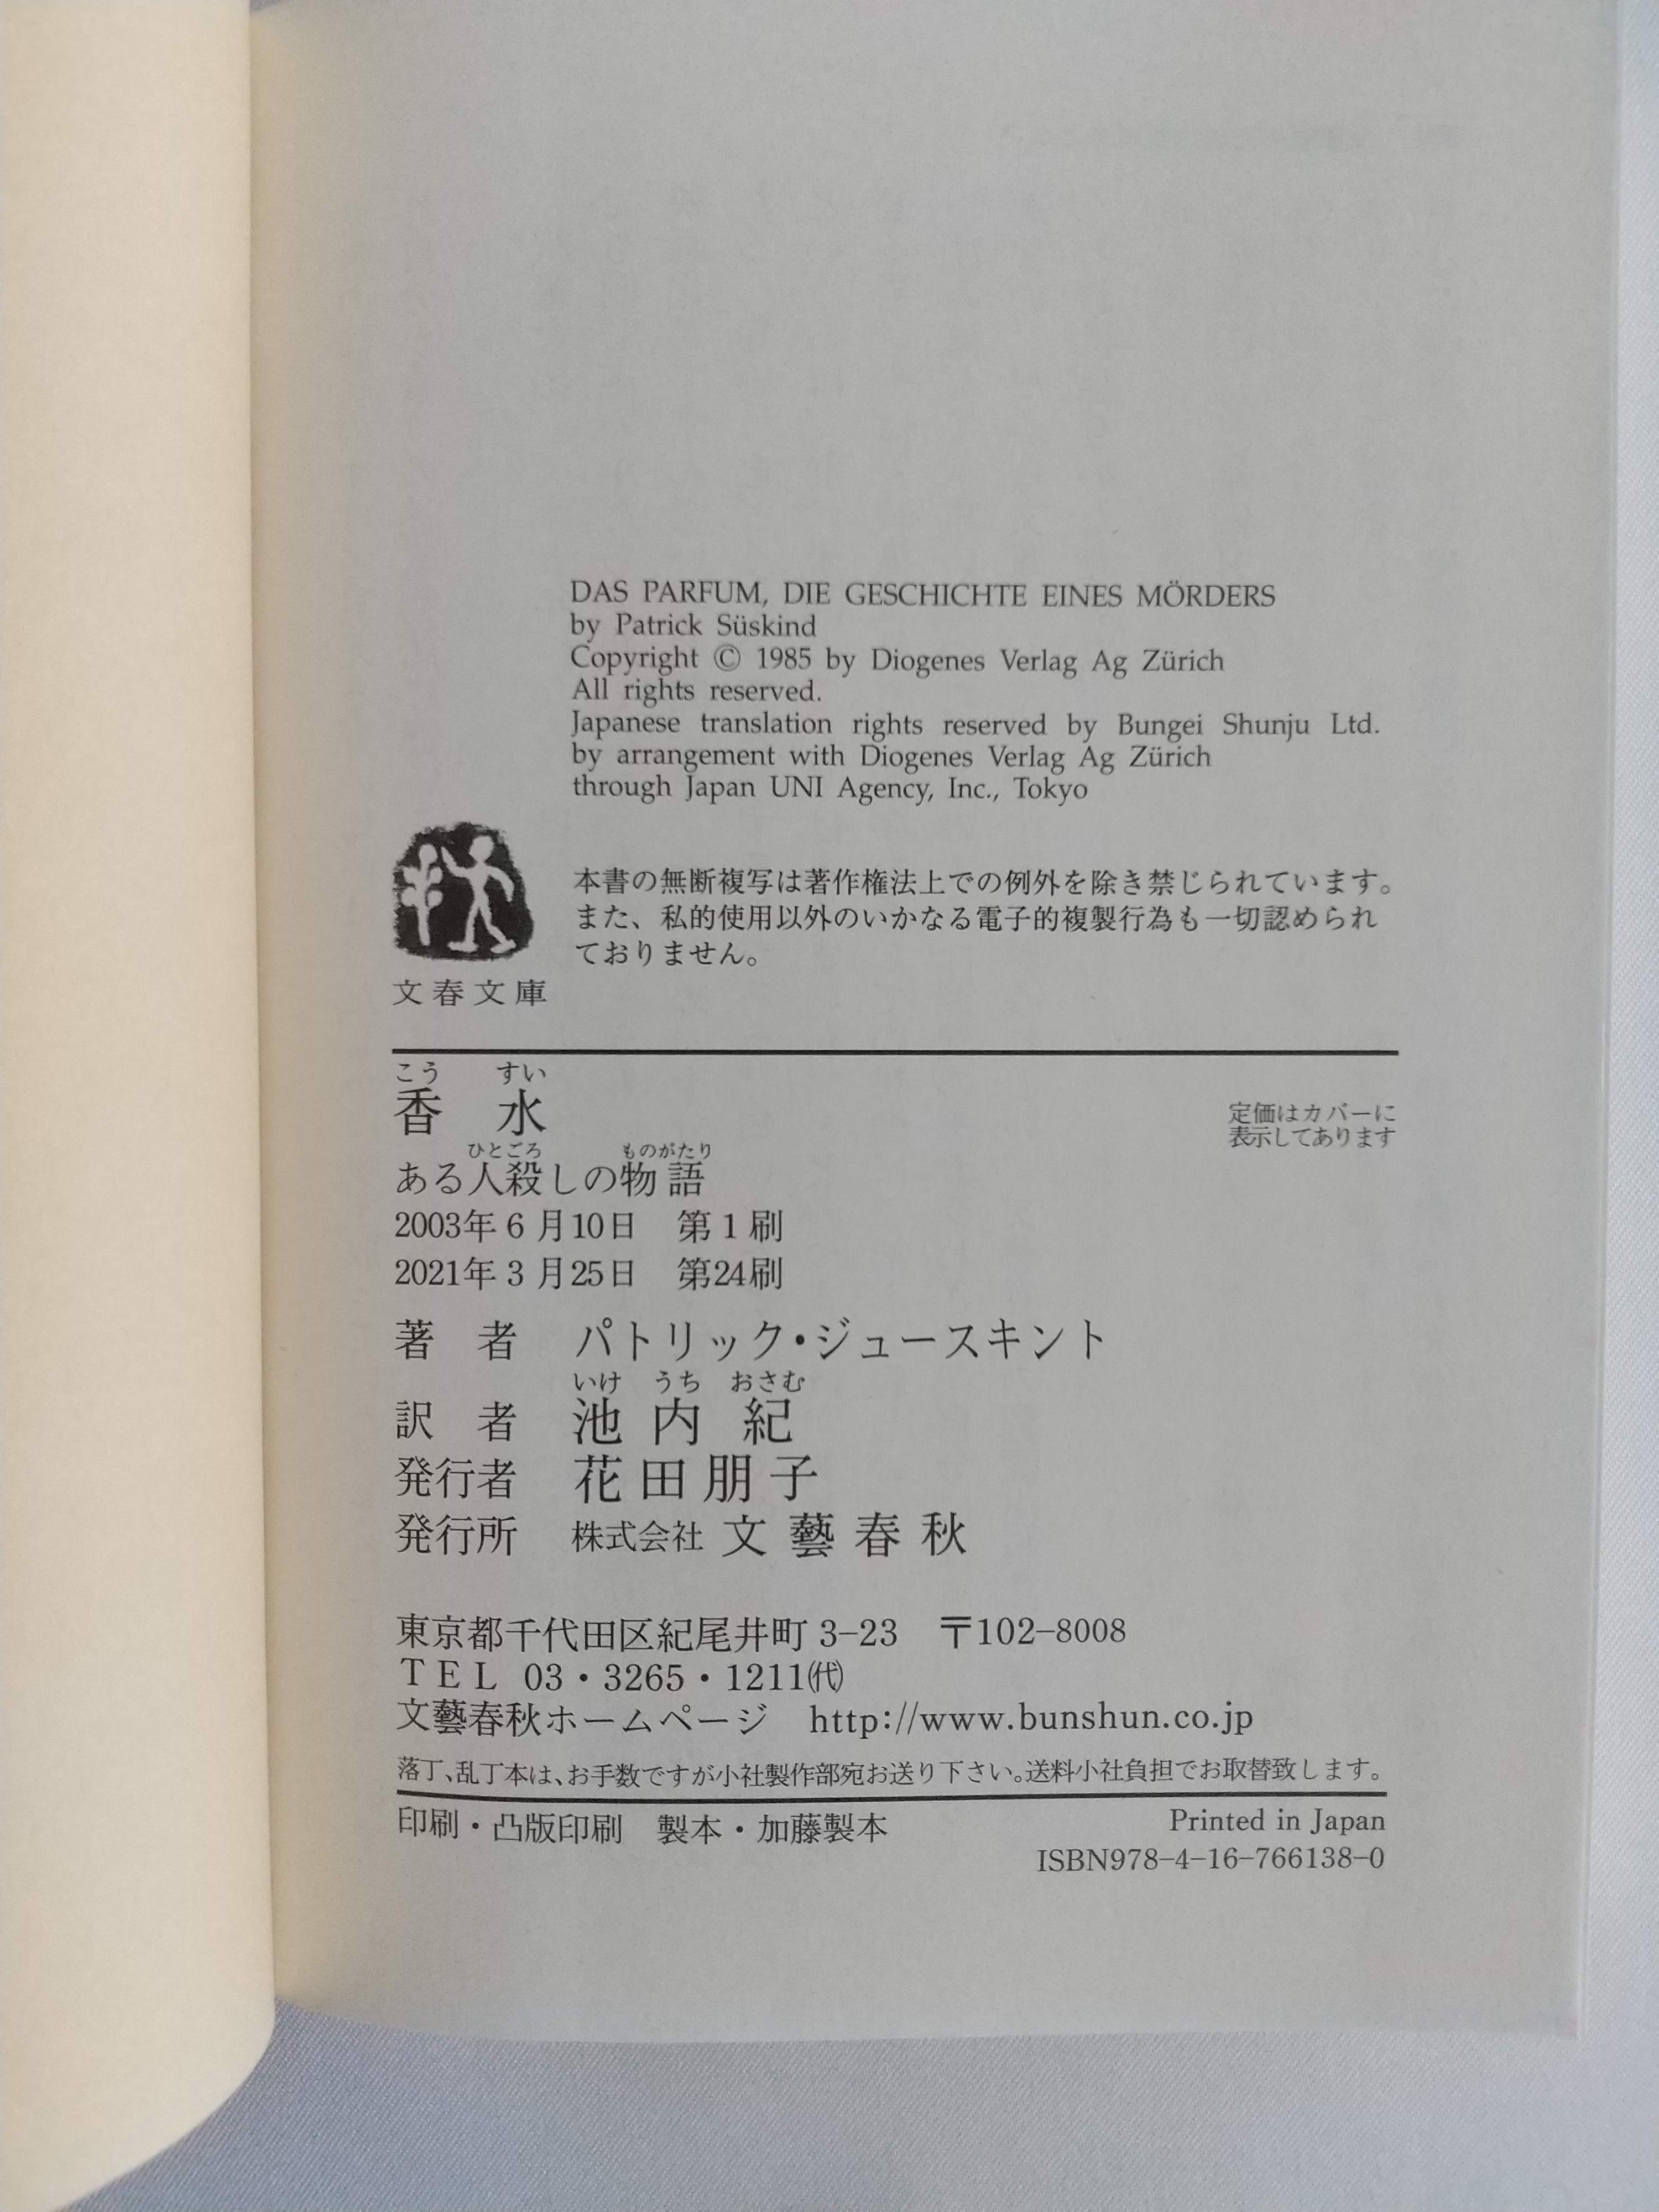 DAS PARFUM, DIE GESCHICHTE EINES MÖRDERS
by Patrick Süskind
Copyright © 1985 by Diogenes Verlag Ag Zürich
All rights reserved.
Japanese translation rights reserved by Bungei Shunju Ltd.
by arrangement with Diogenes Verlag Ag Zürich
through Japan UNI Agency, Inc., Tokyo
本書の無断複写は著作権法上での例外を除き禁じられています。
また、私的使用以外のいかなる電子的複製行為も一切認められ
ておりません。
文春文庫
こう すい
香 水
定価はカバーに
表示してあります
ひとごろ ものがたり
ある人殺しの物語
2003年6月10日 第1刷
2021年3月25日 第24刷
著 者 パトリック・ジュースキント
いけ うち おさむ
訳 者 池内 紀
発行者 花田朋子
発行所 株式会社 文藝春秋
東京都千代田区紀尾井町 3-23 〒102-8008
TEL 03・3265・1211㈹
文藝春秋ホームページ http://www.bunshun.co.jp
落丁、乱丁本は、お手数ですが小社製作部宛お送り下さい。送料小社負担でお取替致します。
印刷・凸版印刷 製本・加藤製本
Printed in Japan
ISBN978-4-16-766138-0